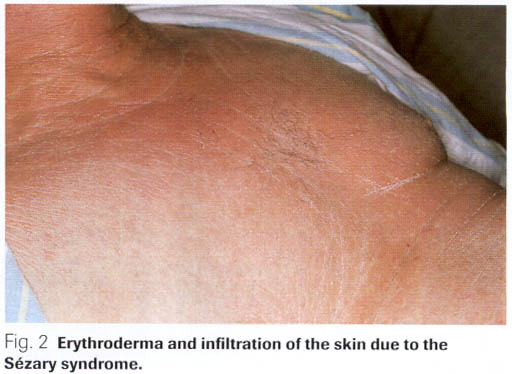 Fig. 2 Erythroderma and infiltration of the skin due to the
Sézary syndrome.